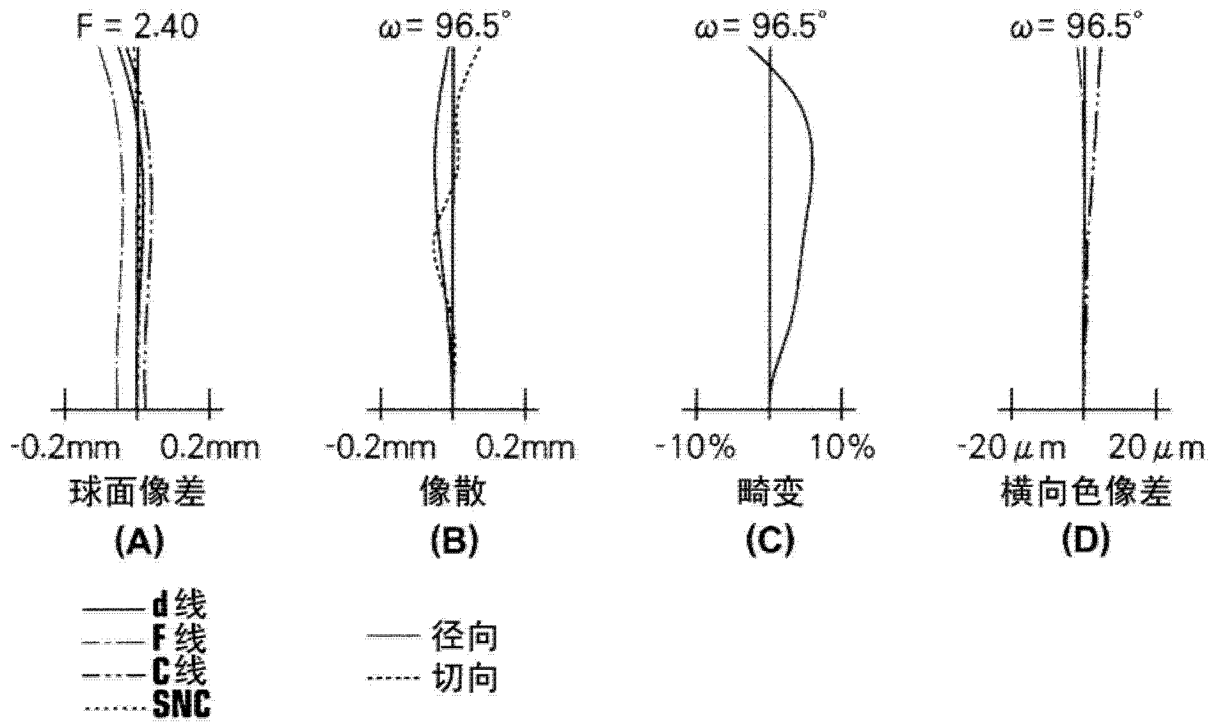 F = 2.40
ω = 96.5°
ω = 96.5°
ω = 96.5°
-0.2mm 0.2mm
-0.2mm 0.2mm
-10% 10%
-20μm 20μm
球面像差
像散
畸变
横向色像差
(A)
(B)
(C)
(D)
d线
F线
C线
SNC
径向
切向